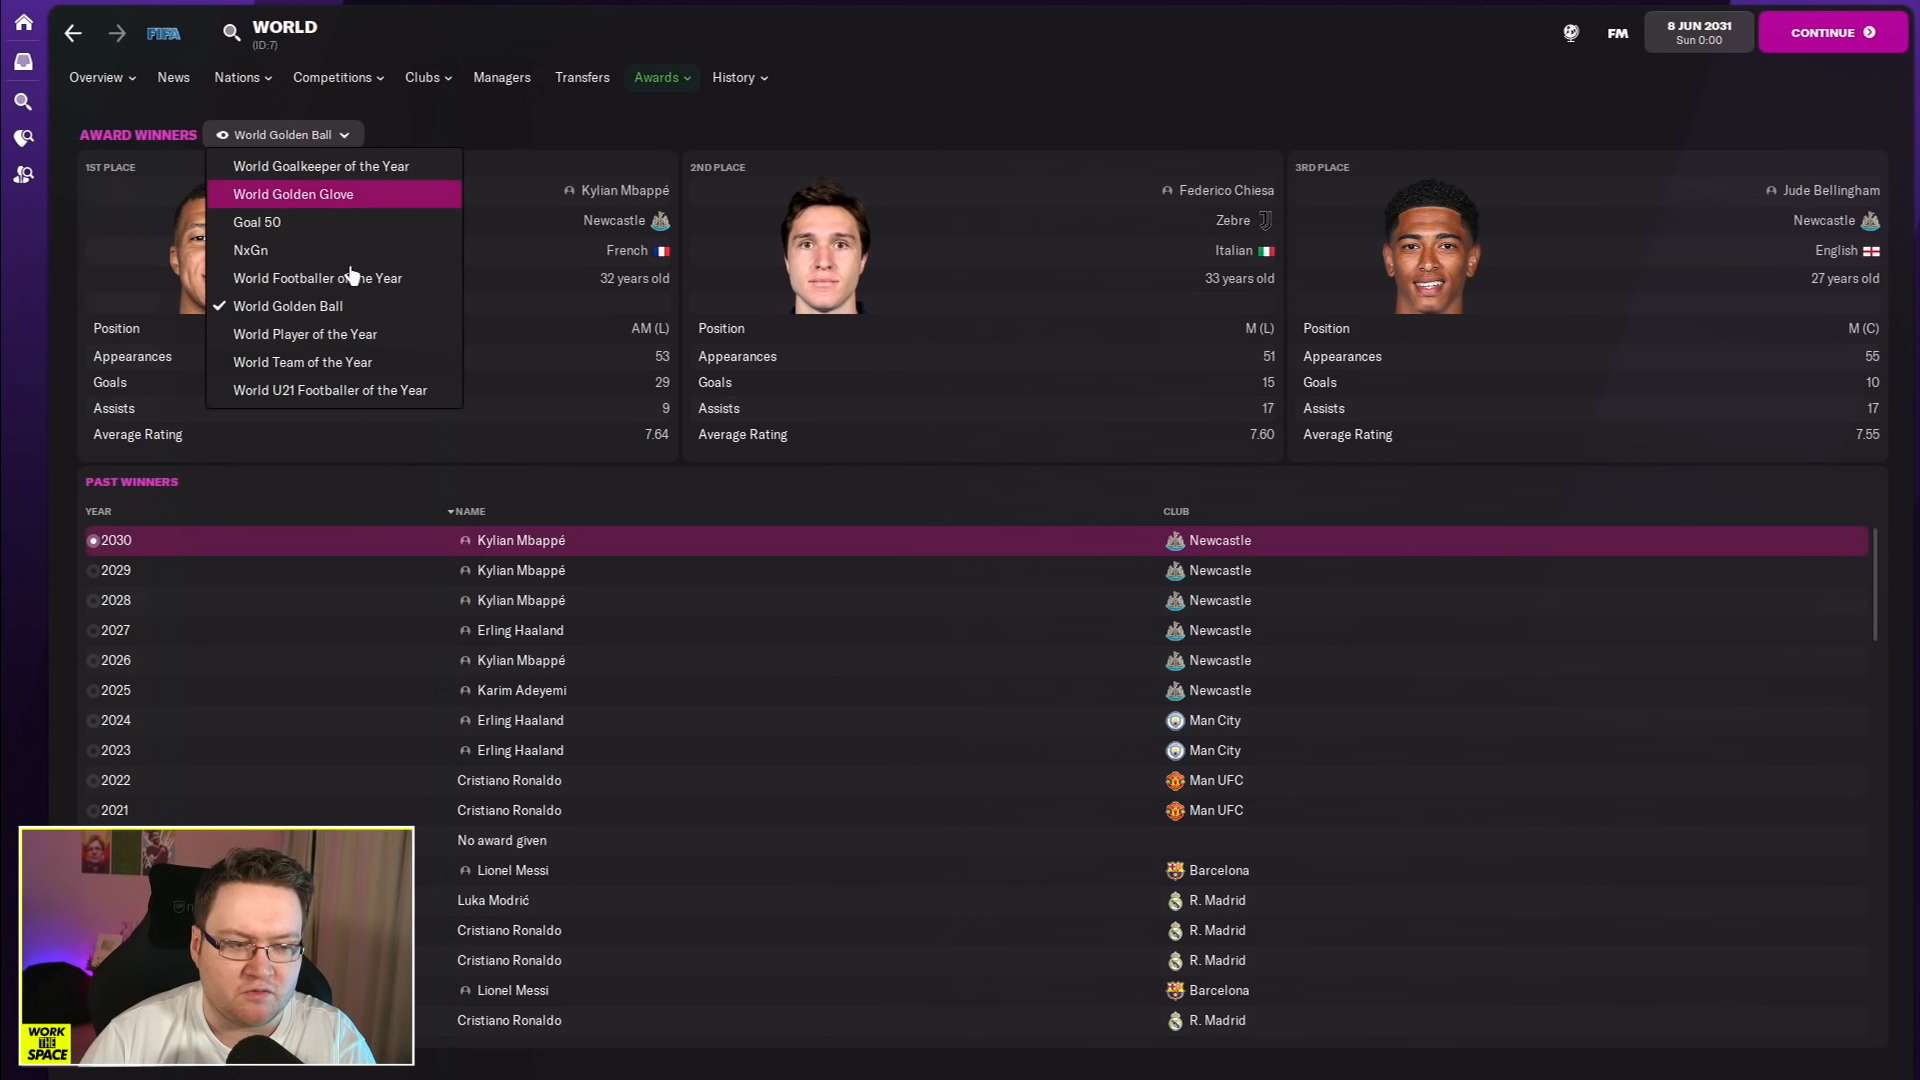 FIFA
WORLD
(ID:7)
FM
8 JUN 2031
Sun 0:00
CONTINUE
Overview
News
Nations
Competitions
Clubs
Managers
Transfers
Awards
History
AWARD WINNERS
World Golden Ball
World Goalkeeper of the Year
World Golden Glove
Goal 50
NxGn
World Footballer of the Year
World Golden Ball
World Player of the Year
World Team of the Year
World U21 Footballer of the Year
1ST PLACE
Kylian Mbappé
Newcastle
French
32 years old
Position AM (L)
Appearances 53
Goals 29
Assists 9
Average Rating 7.64
2ND PLACE
Federico Chiesa
Zebre
Italian
33 years old
Position M (L)
Appearances 51
Goals 15
Assists 17
Average Rating 7.60
3RD PLACE
Jude Bellingham
Newcastle
English
27 years old
Position M (C)
Appearances 55
Goals 10
Assists 17
Average Rating 7.55
PAST WINNERS
YEAR NAME CLUB
2030 Kylian Mbappé Newcastle
2029 Kylian Mbappé Newcastle
2028 Kylian Mbappé Newcastle
2027 Erling Haaland Newcastle
2026 Kylian Mbappé Newcastle
2025 Karim Adeyemi Newcastle
2024 Erling Haaland Man City
2023 Erling Haaland Man City
2022 Cristiano Ronaldo Man UFC
2021 Cristiano Ronaldo Man UFC
No award given
Lionel Messi Barcelona
Luka Modrić R. Madrid
Cristiano Ronaldo R. Madrid
Cristiano Ronaldo R. Madrid
Lionel Messi Barcelona
Cristiano Ronaldo R. Madrid
WORK
THE
SPACE